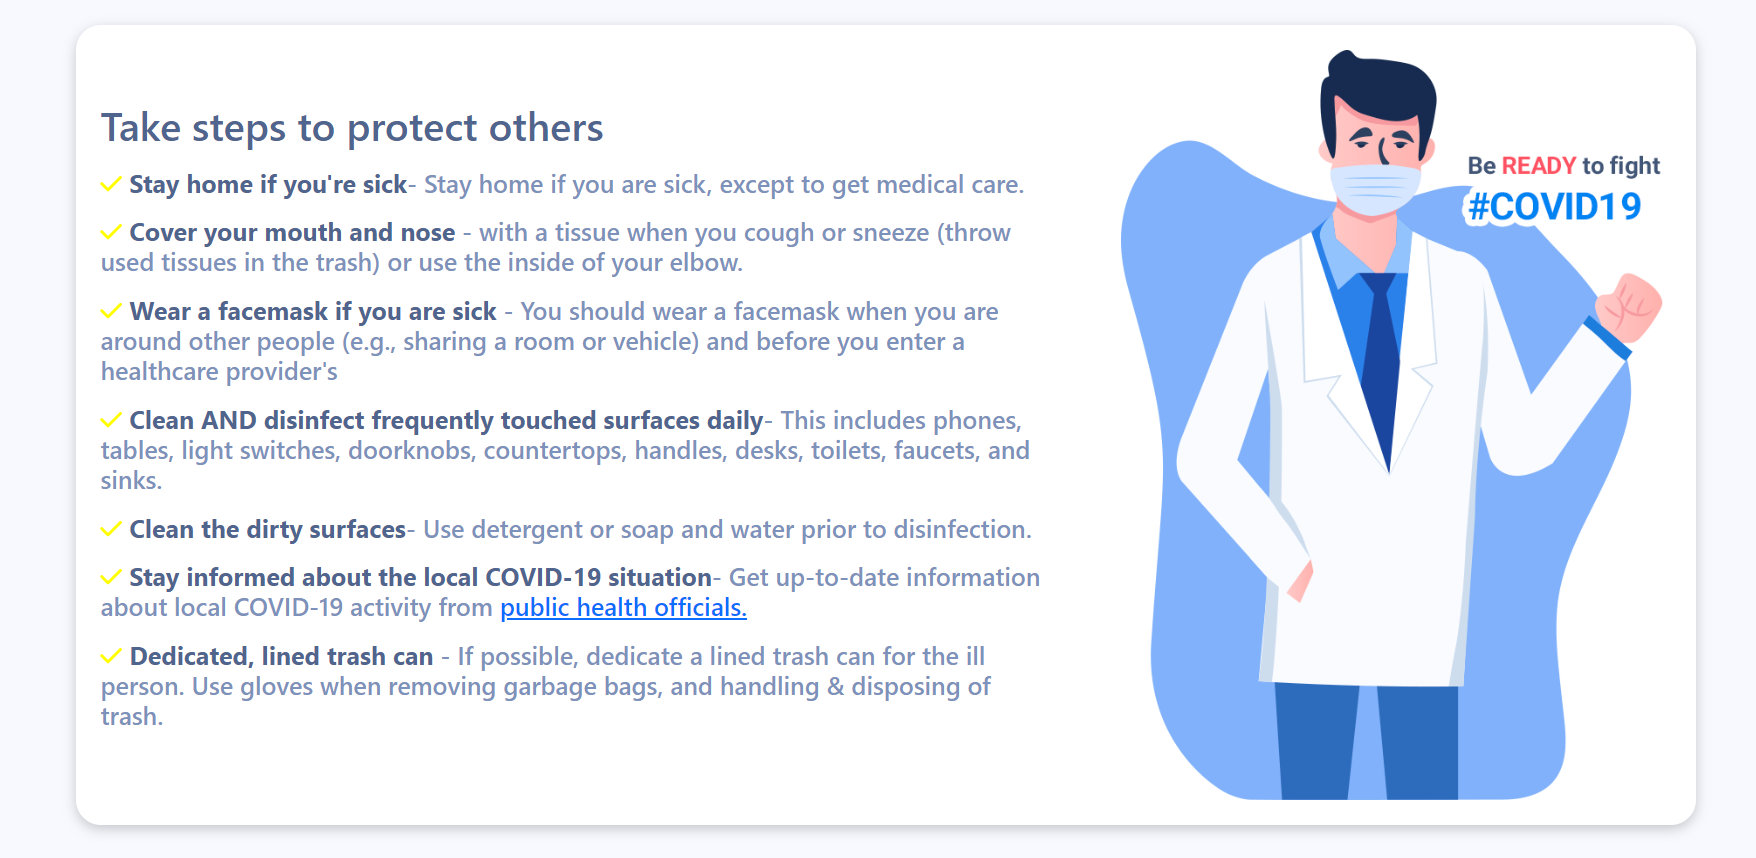 Take steps to protect others
Stay home if you're sick- Stay home if you are sick, except to get medical care.
Cover your mouth and nose - with a tissue when you cough or sneeze (throw
used tissues in the trash) or use the inside of your elbow.
Wear a facemask if you are sick - You should wear a facemask when you are
around other people (e.g., sharing a room or vehicle) and before you enter a
healthcare provider's
Clean AND disinfect frequently touched surfaces daily- This includes phones,
tables, light switches, doorknobs, countertops, handles, desks, toilets, faucets, and
sinks.
Clean the dirty surfaces- Use detergent or soap and water prior to disinfection.
Stay informed about the local COVID-19 situation- Get up-to-date information
about local COVID-19 activity from public health officials.
Dedicated, lined trash can - If possible, dedicate a lined trash can for the ill
person. Use gloves when removing garbage bags, and handling & disposing of
trash.
Be READY to fight
#COVID19